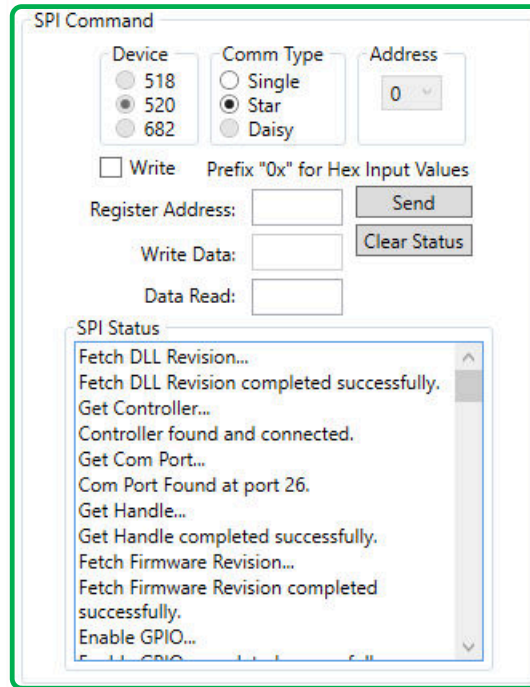 SPI Command
Device
518
520
682
Comm Type
Single
Star
Daisy
Address
0
Write
Prefix "0x" for Hex Input Values
Register Address:
Send
Write Data:
Clear Status
Data Read:
SPI Status
Fetch DLL Revision...
Fetch DLL Revision completed successfully.
Get Controller...
Controller found and connected.
Get Com Port...
Com Port Found at port 26.
Get Handle...
Get Handle completed successfully.
Fetch Firmware Revision...
Fetch Firmware Revision completed
successfully.
Enable GPIO...